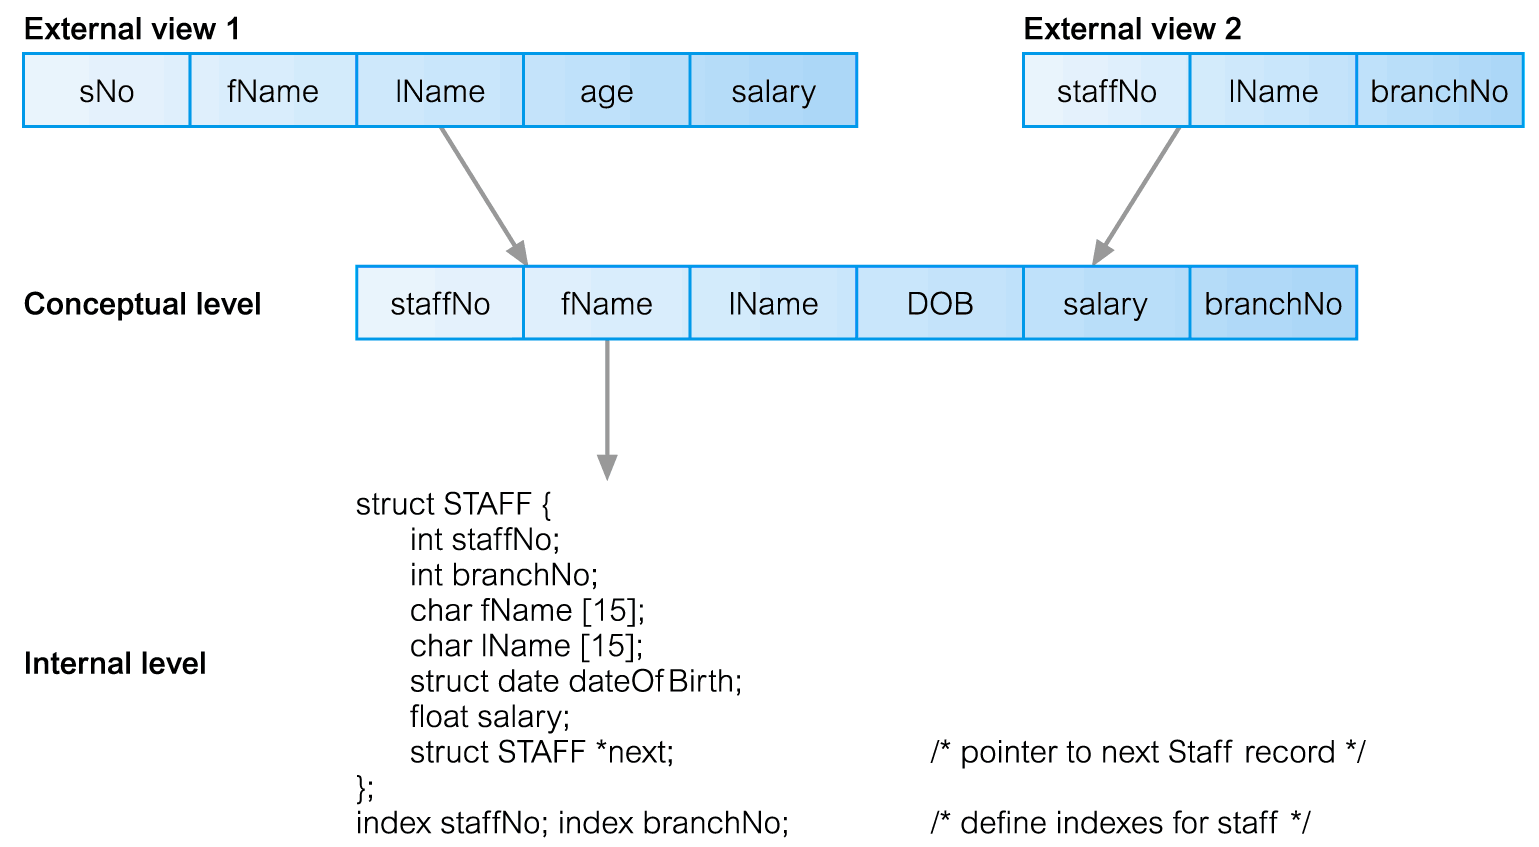 External view 1
External view 2
sNo fName lName age salary
staffNo lName branchNo
Conceptual level
staffNo fName lName DOB salary branchNo
struct STAFF {
int staffNo;
int branchNo;
char fName [15];
char lName [15];
Internal level
struct date dateOfBirth;
float salary;
struct STAFF *next; /* pointer to next Staff record */
};
index staffNo; index branchNo; /* define indexes for staff */